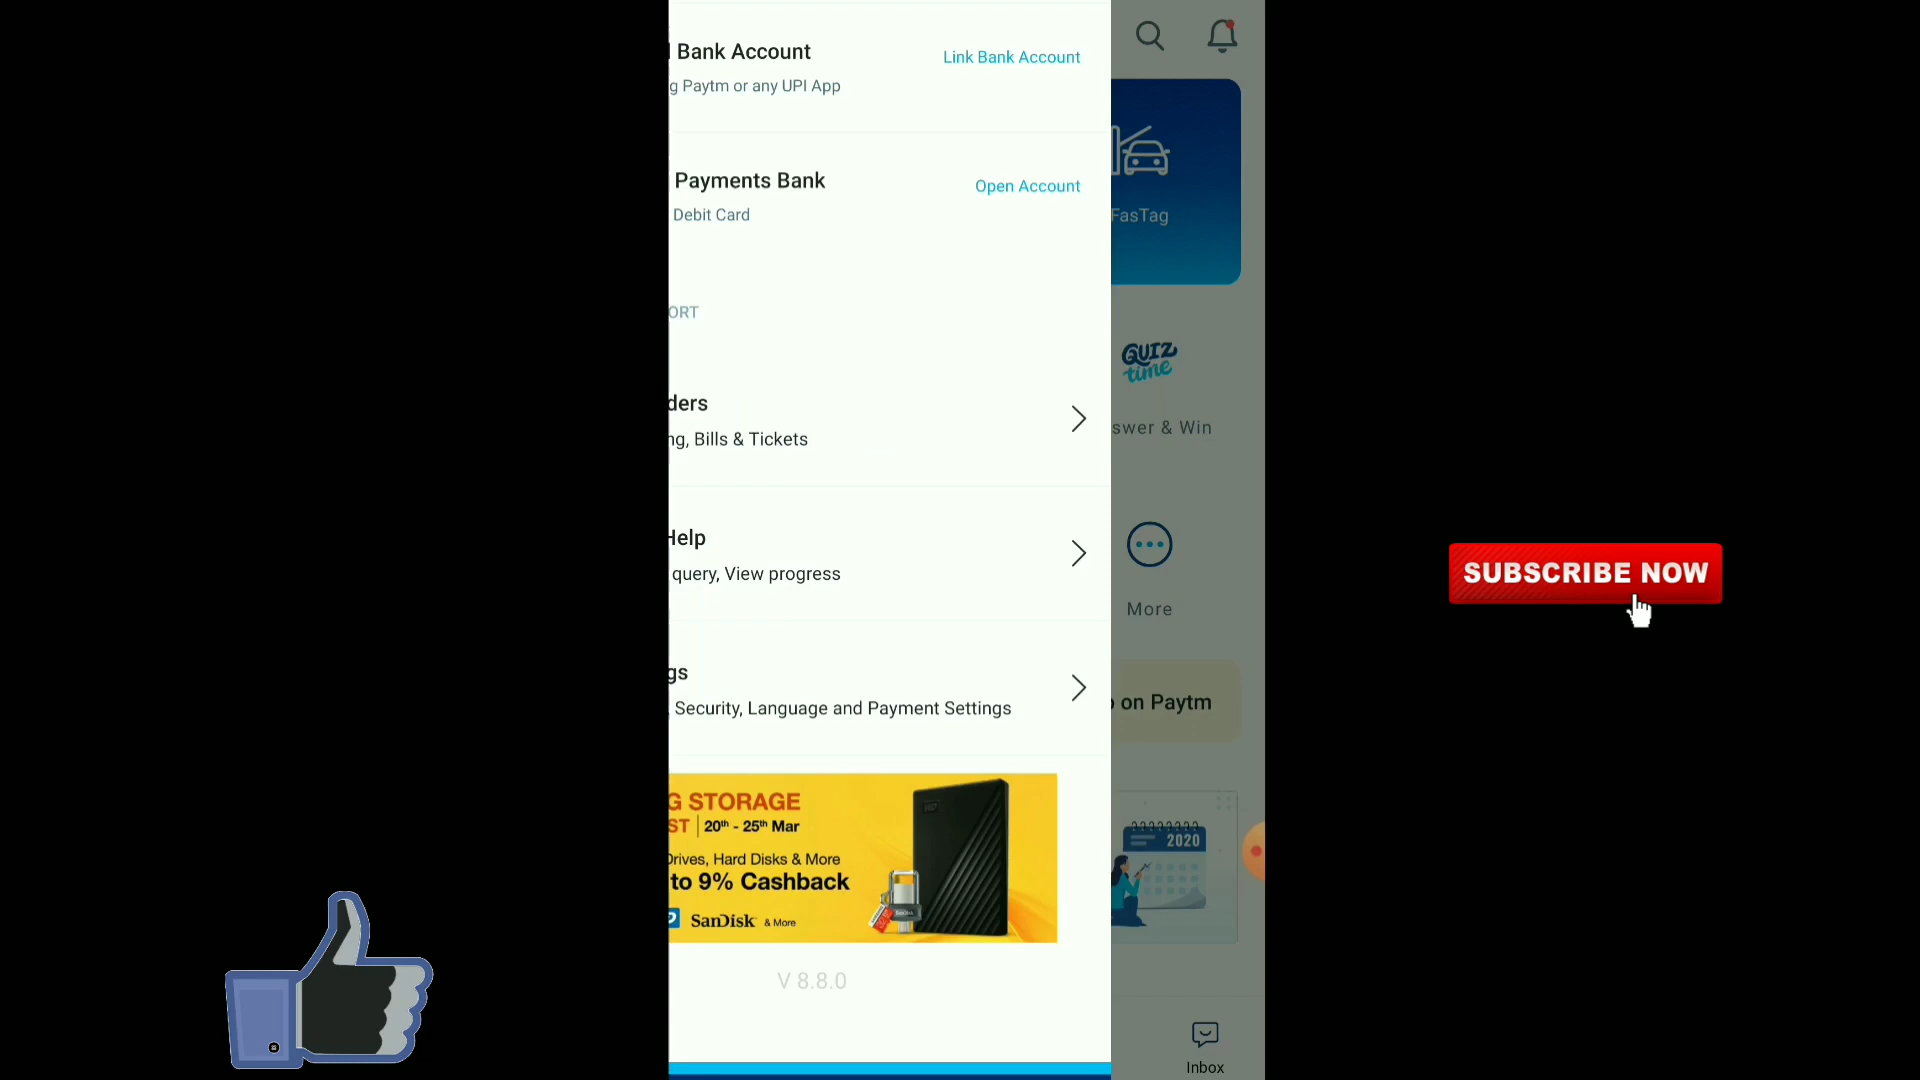 Bank Account
Link Bank Account
g Paytm or any UPI App
Payments Bank
Open Account
Debit Card
FasTag
ORT
QUIZ
time
ders
swer & Win
ng, Bills & Tickets
Help
query, View progress
More
SUBSCRIBE NOW
gs
Security, Language and Payment Settings
on Paytm
G STORAGE
ST | 20th - 25th Mar
Drives, Hard Disks & More
to 9% Cashback
SanDisk & More
2020
V 8.8.0
Inbox